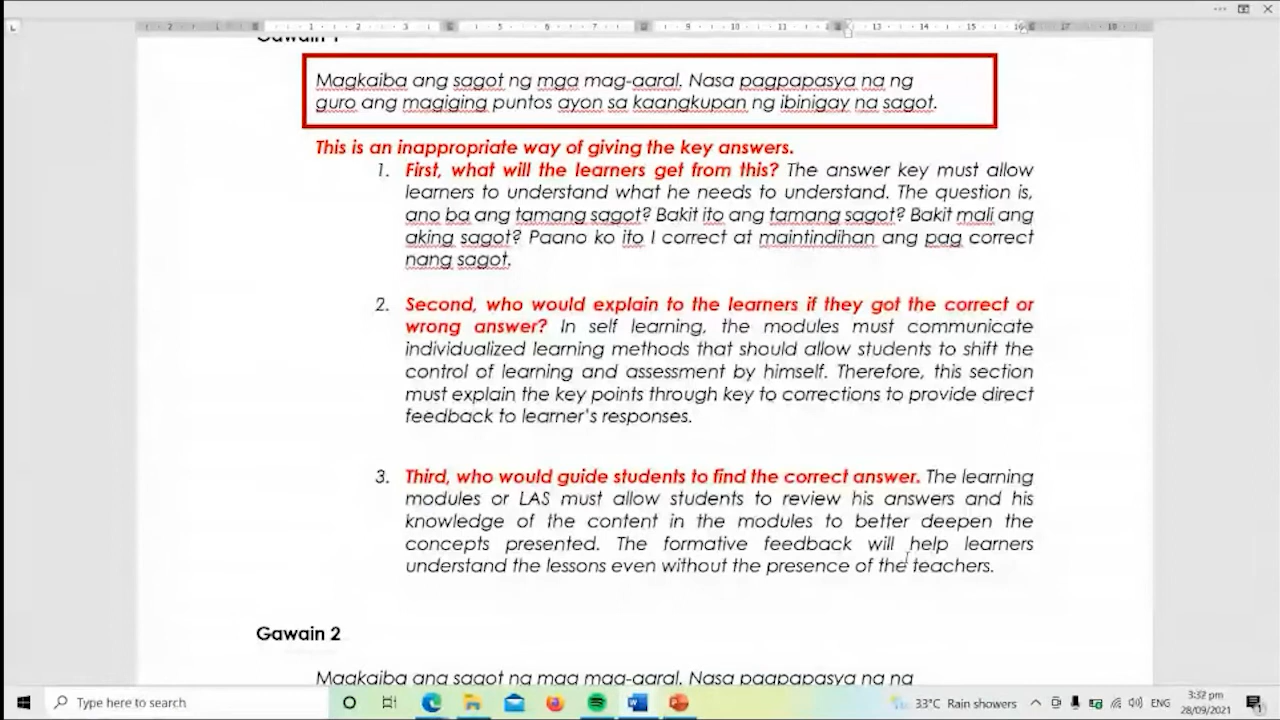 Gawain 1
Magkaiba ang sagot ng mga mag-aaral. Nasa pagpapasya na ng
guro ang magiging puntos ayon sa kaangkupan ng ibinigay na sagot.
This is an inappropriate way of giving the key answers.
1. First, what will the learners get from this? The answer key must allow
learners to understand what he needs to understand. The question is,
ano ba ang tamang sagot? Bakit ito ang tamang sagot? Bakit mali ang
aking sagot? Paano ko ito I correct at maintindihan ang pag correct
nang sagot.
2. Second, who would explain to the learners if they got the correct or
wrong answer? In self learning, the modules must communicate
individualized learning methods that should allow students to shift the
control of learning and assessment by himself. Therefore, this section
must explain the key points through key to corrections to provide direct
feedback to learner's responses.
3. Third, who would guide students to find the correct answer. The learning
modules or LAS must allow students to review his answers and his
knowledge of the content in the modules to better deepen the
concepts presented. The formative feedback will help learners
understand the lessons even without the presence of the teachers.
Gawain 2
Magkaiba ang sagot ng mga mag-aaral. Nasa pagpapasya na ng
Type here to search
33°C Rain showers
ENG
3:32 pm
28/09/2021